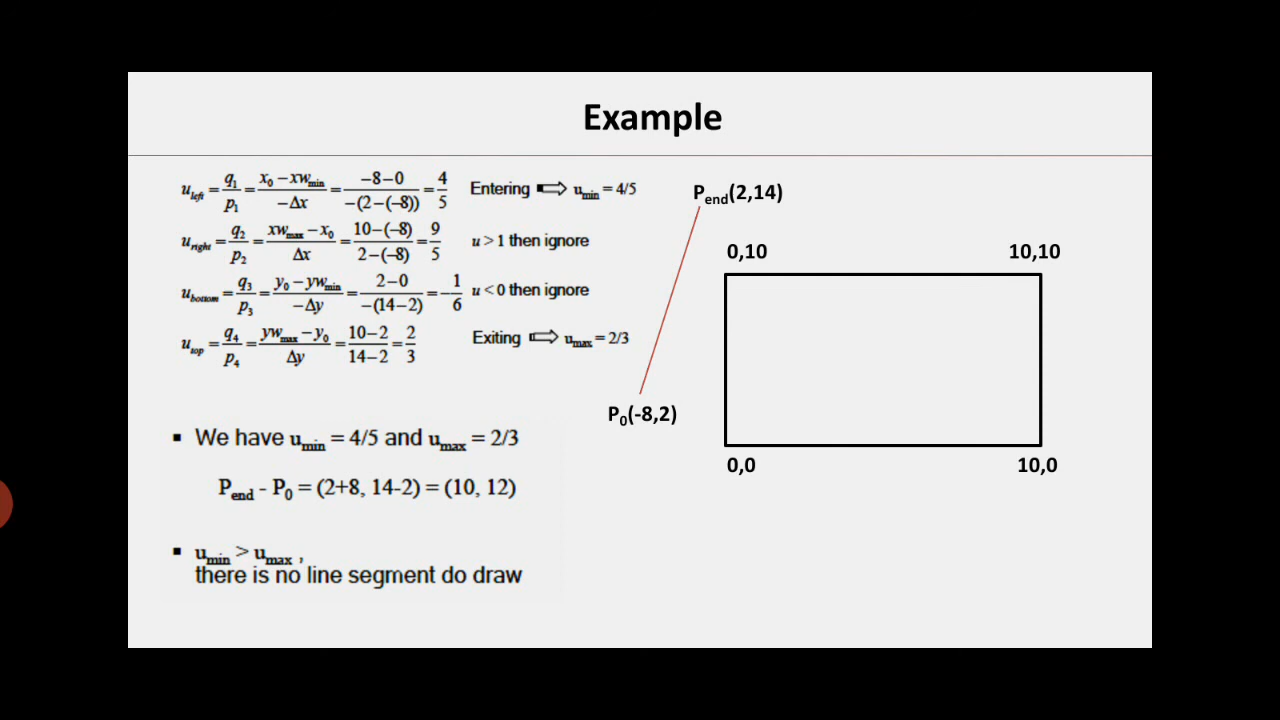 Example
u_left = q₁/p₁ = (x₀ − xw_min)/(−Δx) = (−8−0)/(−(2−(−8))) = 4/5 Entering ⇨ u_min = 4/5
u_right = q₂/p₂ = (xw_max − x₀)/Δx = (10−(−8))/(2−(−8)) = 9/5 u > 1 then ignore
u_bottom = q₃/p₃ = (y₀ − yw_min)/(−Δy) = (2−0)/(−(14−2)) = −1/6 u < 0 then ignore
u_top = q₄/p₄ = (yw_max − y₀)/Δy = (10−2)/(14−2) = 2/3 Exiting ⇨ u_max = 2/3
▪ We have u_min = 4/5 and u_max = 2/3
P_end - P₀ = (2+8, 14-2) = (10, 12)
▪ u_min > u_max ,
there is no line segment do draw
P_end(2,14)
0,10
10,10
P₀(-8,2)
0,0
10,0